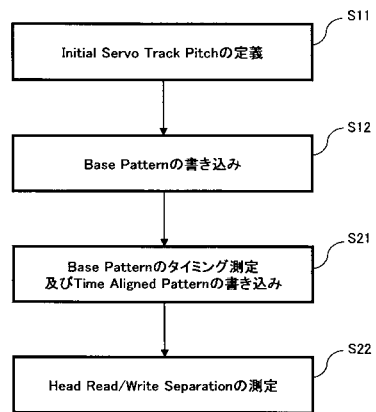 S11
Initial Servo Track Pitchの定義
S12
Base Patternの書き込み
S21
Base Patternのタイミング測定
及びTime Aligned Patternの書き込み
S22
Head Read/Write Separationの測定